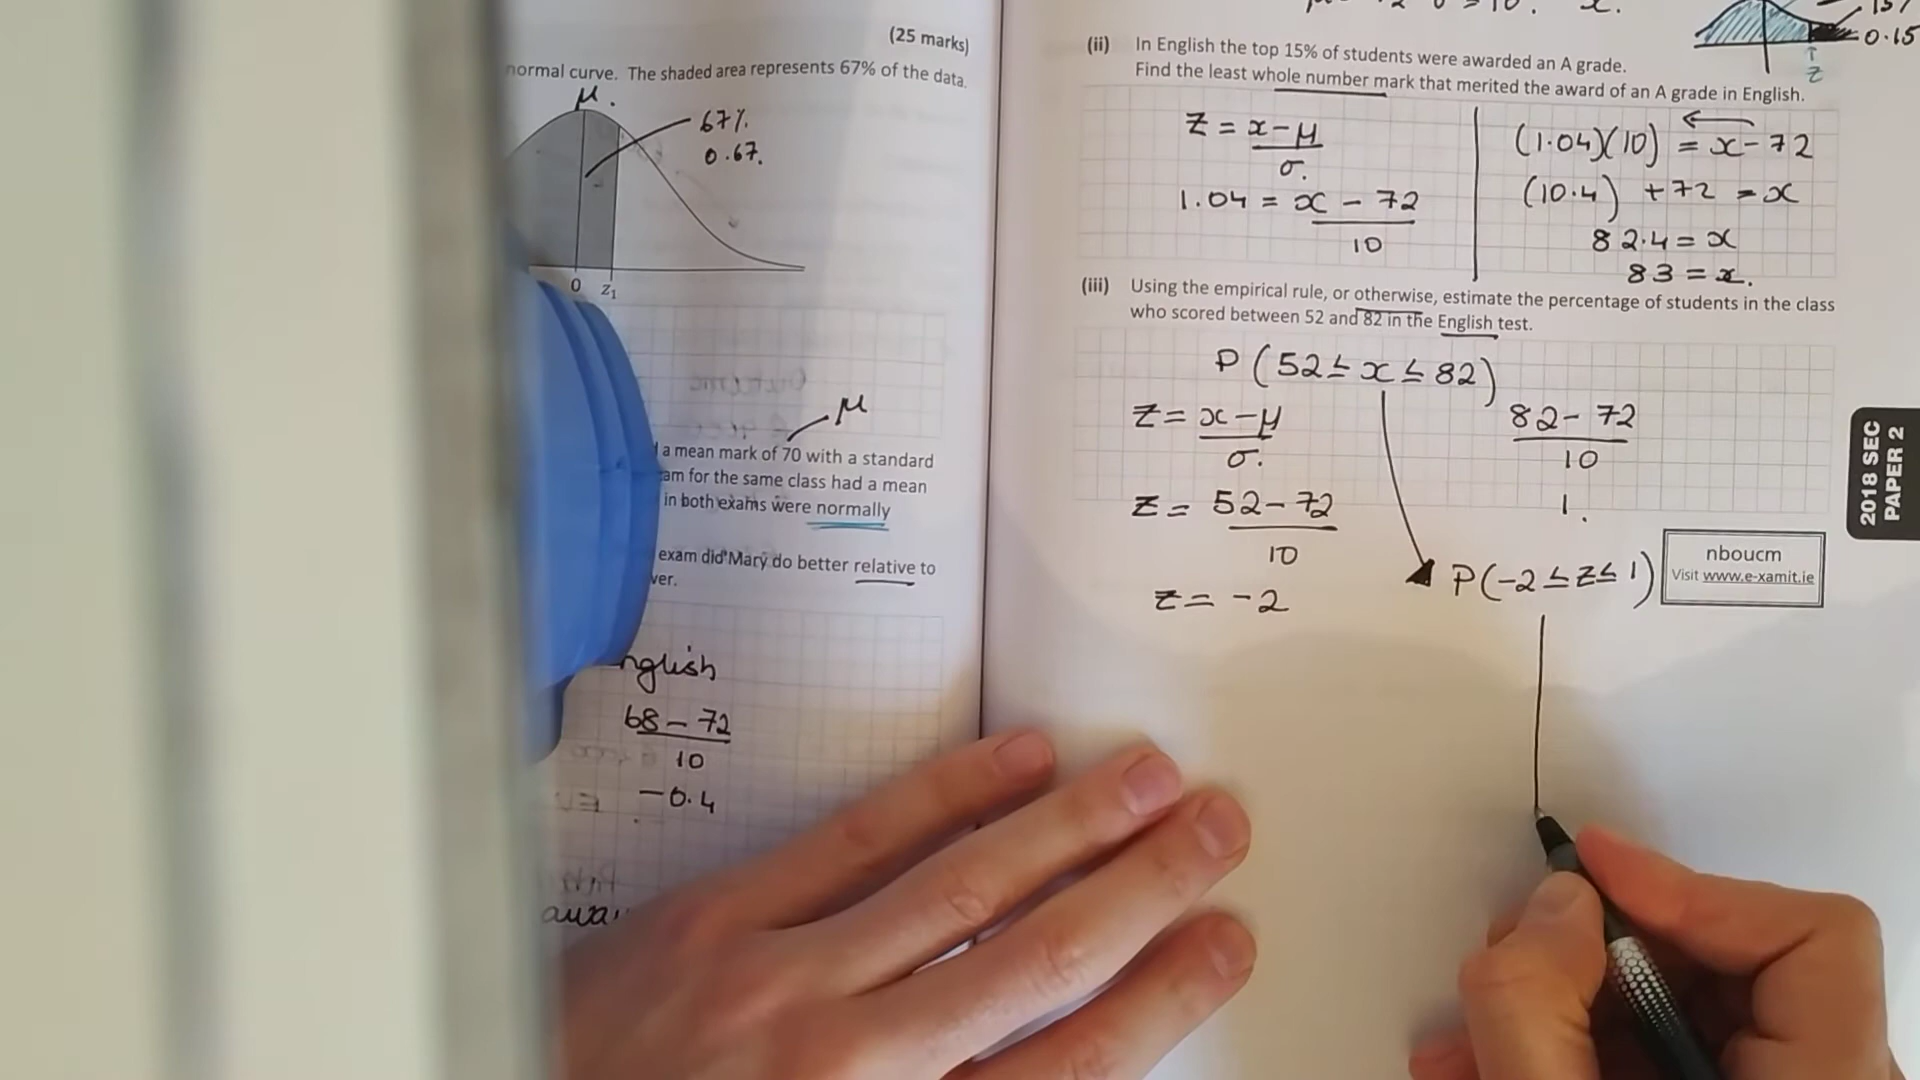 (25 marks)
normal curve. The shaded area represents 67% of the data.
μ.
67%
0.67.
0 z₁
μ
a mean mark of 70 with a standard
am for the same class had a mean
in both exams were normally
exam did Mary do better relative to
ver.
nglish
68 - 72
10
-0.4
0.15
z
(ii) In English the top 15% of students were awarded an A grade.
Find the least whole number mark that merited the award of an A grade in English.
z = x - μ
σ.
1.04 = x - 72
10
(1.04)(10) = x - 72
(10.4) + 72 = x
82.4 = x
83 = x.
(iii) Using the empirical rule, or otherwise, estimate the percentage of students in the class
who scored between 52 and 82 in the English test.
P (52 ≤ x ≤ 82)
z = x - μ
σ.
z = 52 - 72
10
z = -2
82 - 72
10
1.
P(-2 ≤ z ≤ 1)
nboucm
Visit www.e-xamit.ie
2018 SEC
PAPER 2